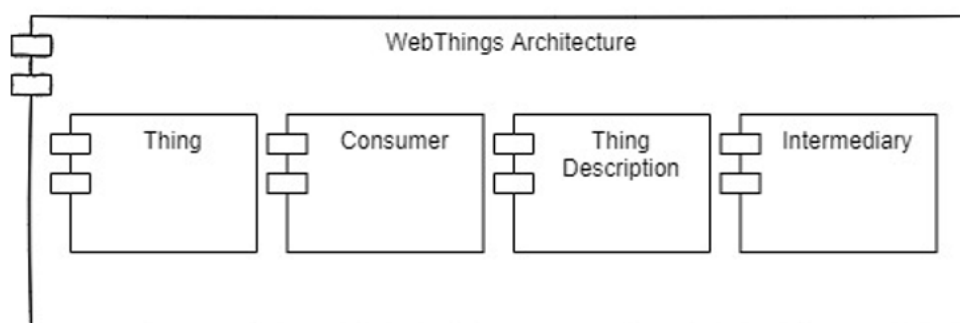 WebThings Architecture
Thing
Consumer
Thing
Description
Intermediary